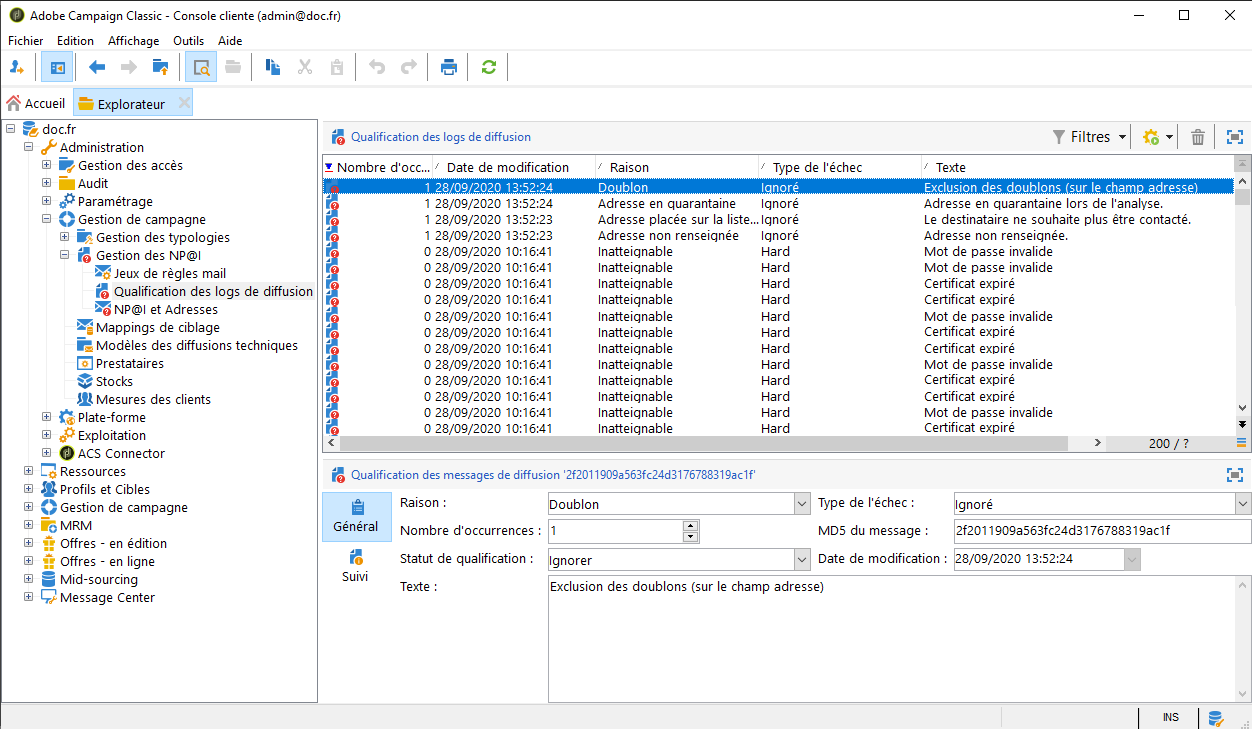 Adobe Campaign Classic - Console cliente (admin@doc.fr)
Fichier Edition Affichage Outils Aide
Accueil Explorateur
doc.fr
Administration
Gestion des accès
Audit
Paramétrage
Gestion de campagne
Gestion des typologies
Gestion des NP@I
Jeux de règles mail
Qualification des logs de diffusion
NP@I et Adresses
Mappings de ciblage
Modèles des diffusions techniques
Prestataires
Stocks
Mesures des clients
Plate-forme
Exploitation
ACS Connector
Ressources
Profils et Cibles
Gestion de campagne
MRM
Offres - en édition
Offres - en ligne
Mid-sourcing
Message Center
Qualification des logs de diffusion Filtres
Nombre d'occ... Date de modification Raison Type de l'échec Texte
1 28/09/2020 13:52:24 Doublon Ignoré Exclusion des doublons (sur le champ adresse)
1 28/09/2020 13:52:24 Adresse en quarantaine Ignoré Adresse en quarantaine lors de l'analyse.
1 28/09/2020 13:52:23 Adresse placée sur la liste... Ignoré Le destinataire ne souhaite plus être contacté.
1 28/09/2020 13:52:23 Adresse non renseignée Ignoré Adresse non renseignée.
0 28/09/2020 10:16:41 Inatteignable Hard Mot de passe invalide
0 28/09/2020 10:16:41 Inatteignable Hard Mot de passe invalide
0 28/09/2020 10:16:41 Inatteignable Hard Certificat expiré
0 28/09/2020 10:16:41 Inatteignable Hard Certificat expiré
0 28/09/2020 10:16:41 Inatteignable Hard Mot de passe invalide
0 28/09/2020 10:16:41 Inatteignable Hard Certificat expiré
0 28/09/2020 10:16:41 Inatteignable Hard Certificat expiré
0 28/09/2020 10:16:41 Inatteignable Hard Mot de passe invalide
0 28/09/2020 10:16:41 Inatteignable Hard Certificat expiré
0 28/09/2020 10:16:41 Inatteignable Hard Certificat expiré
0 28/09/2020 10:16:41 Inatteignable Hard Mot de passe invalide
0 28/09/2020 10:16:41 Inatteignable Hard Certificat expiré
200 / ?
Qualification des messages de diffusion '2f2011909a563fc24d3176788319ac1f'
Général
Suivi
Raison : Doublon Type de l'échec : Ignoré
Nombre d'occurrences : 1 MD5 du message : 2f2011909a563fc24d3176788319ac1f
Statut de qualification : Ignorer Date de modification : 28/09/2020 13:52:24
Texte : Exclusion des doublons (sur le champ adresse)
INS